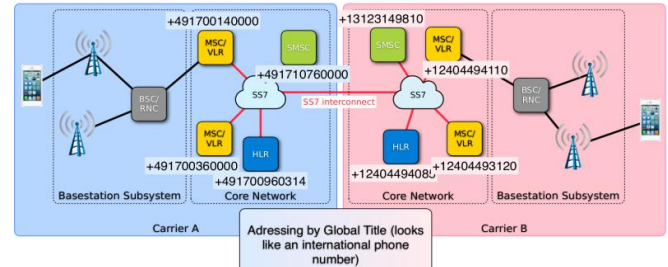 +491700140000
+13123149810
MSC/
VLR
SMSC
SMSC
MSC/
VLR
+491710760000
+12404494110
BSC/
RNC
SS7
SS7 interconnect
SS7
BSC/
RNC
MSC/
VLR
HLR
HLR
MSC/
VLR
+491700360000
+12404493120
+491700960314
Basestation Subsystem
Core Network
Core Network
Basestation Subsystem
Carrier A
Carrier B
Adressing by Global Title (looks
like an international phone
number)